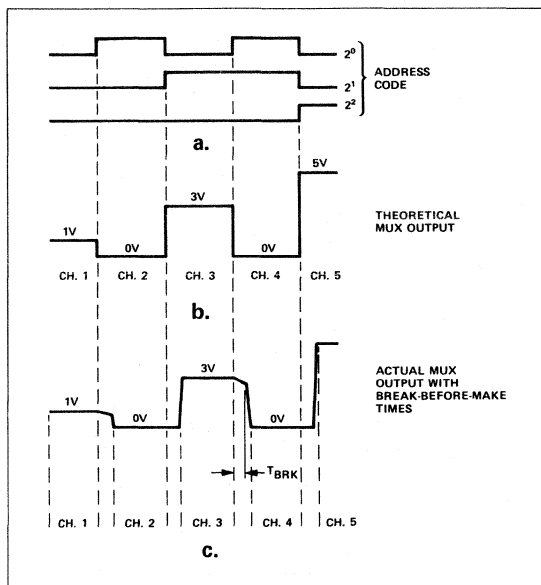 2⁰
2¹
2²
ADDRESS
CODE
a.
1V
0V
3V
0V
5V
THEORETICAL
MUX OUTPUT
CH. 1 CH. 2 CH. 3 CH. 4 CH. 5
b.
1V
0V
3V
0V
ACTUAL MUX
OUTPUT WITH
BREAK-BEFORE-MAKE
TIMES
TBRK
CH. 1 CH. 2 CH. 3 CH. 4 CH. 5
c.